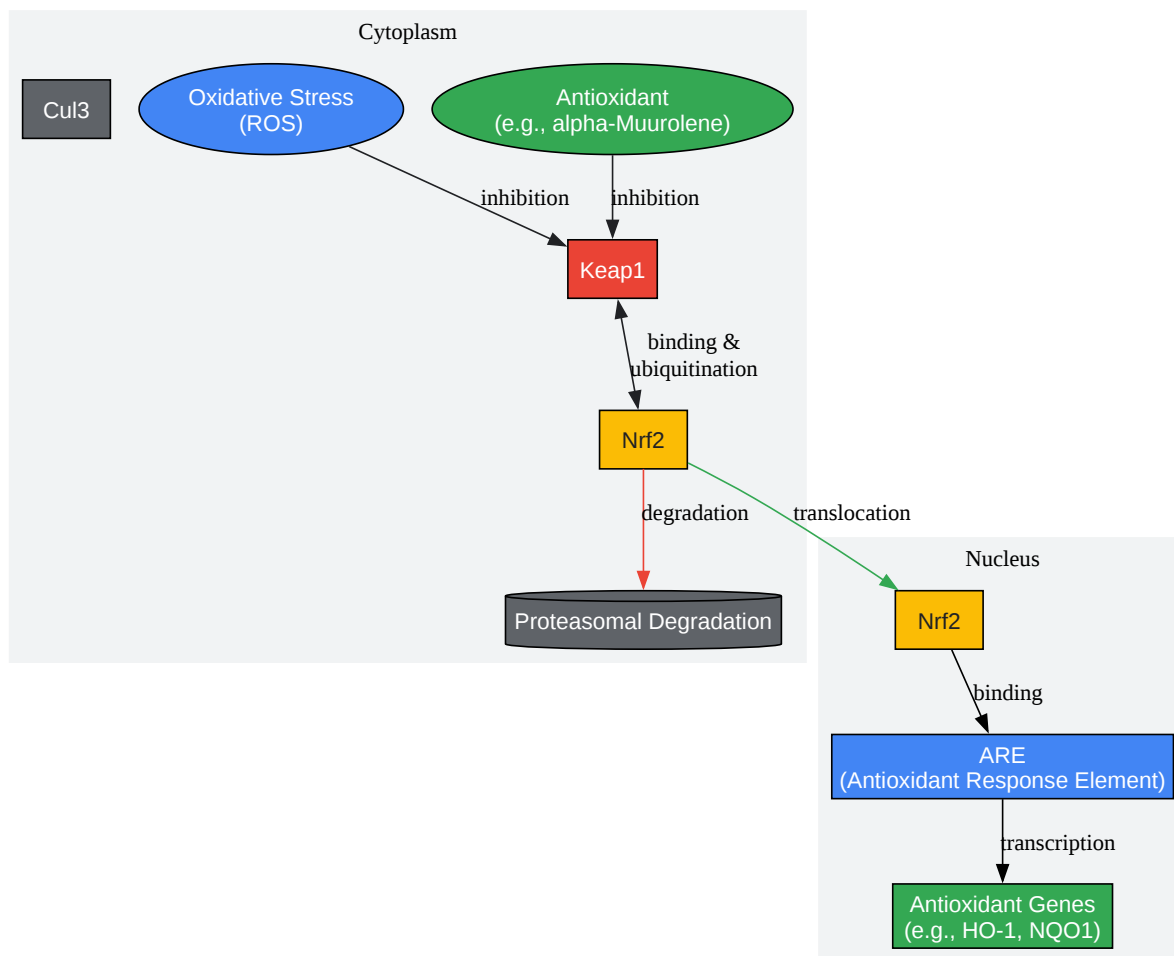 Cytoplasm
Cul3
Oxidative Stress
(ROS)
Antioxidant
(e.g., alpha-Muurolene)
inhibition
inhibition
Keap1
binding &
ubiquitination
Nrf2
degradation
translocation
Proteasomal Degradation
Nucleus
Nrf2
binding
ARE
(Antioxidant Response Element)
transcription
Antioxidant Genes
(e.g., HO-1, NQO1)